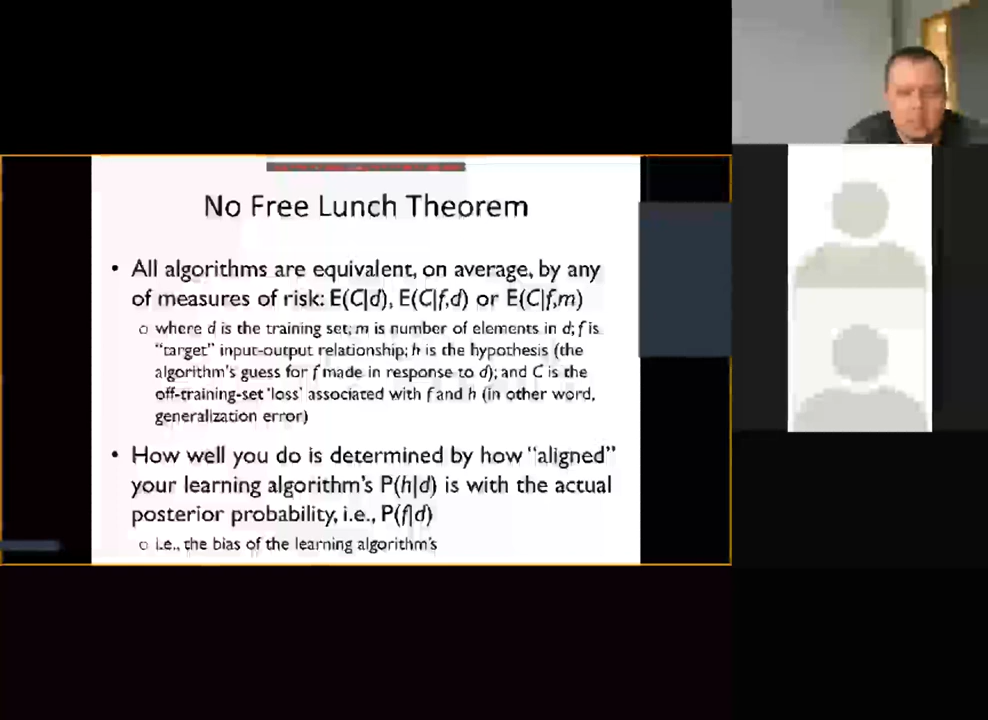 No Free Lunch Theorem
• All algorithms are equivalent, on average, by any
of measures of risk: E(C|d), E(C|f,d) or E(C|f,m)
o where d is the training set; m is number of elements in d; f is
"target" input-output relationship; h is the hypothesis (the
algorithm's guess for f made in response to d); and C is the
off-training-set 'loss' associated with f and h (in other word,
generalization error)
• How well you do is determined by how "aligned"
your learning algorithm's P(h|d) is with the actual
posterior probability, i.e., P(f|d)
o i.e., the bias of the learning algorithm's